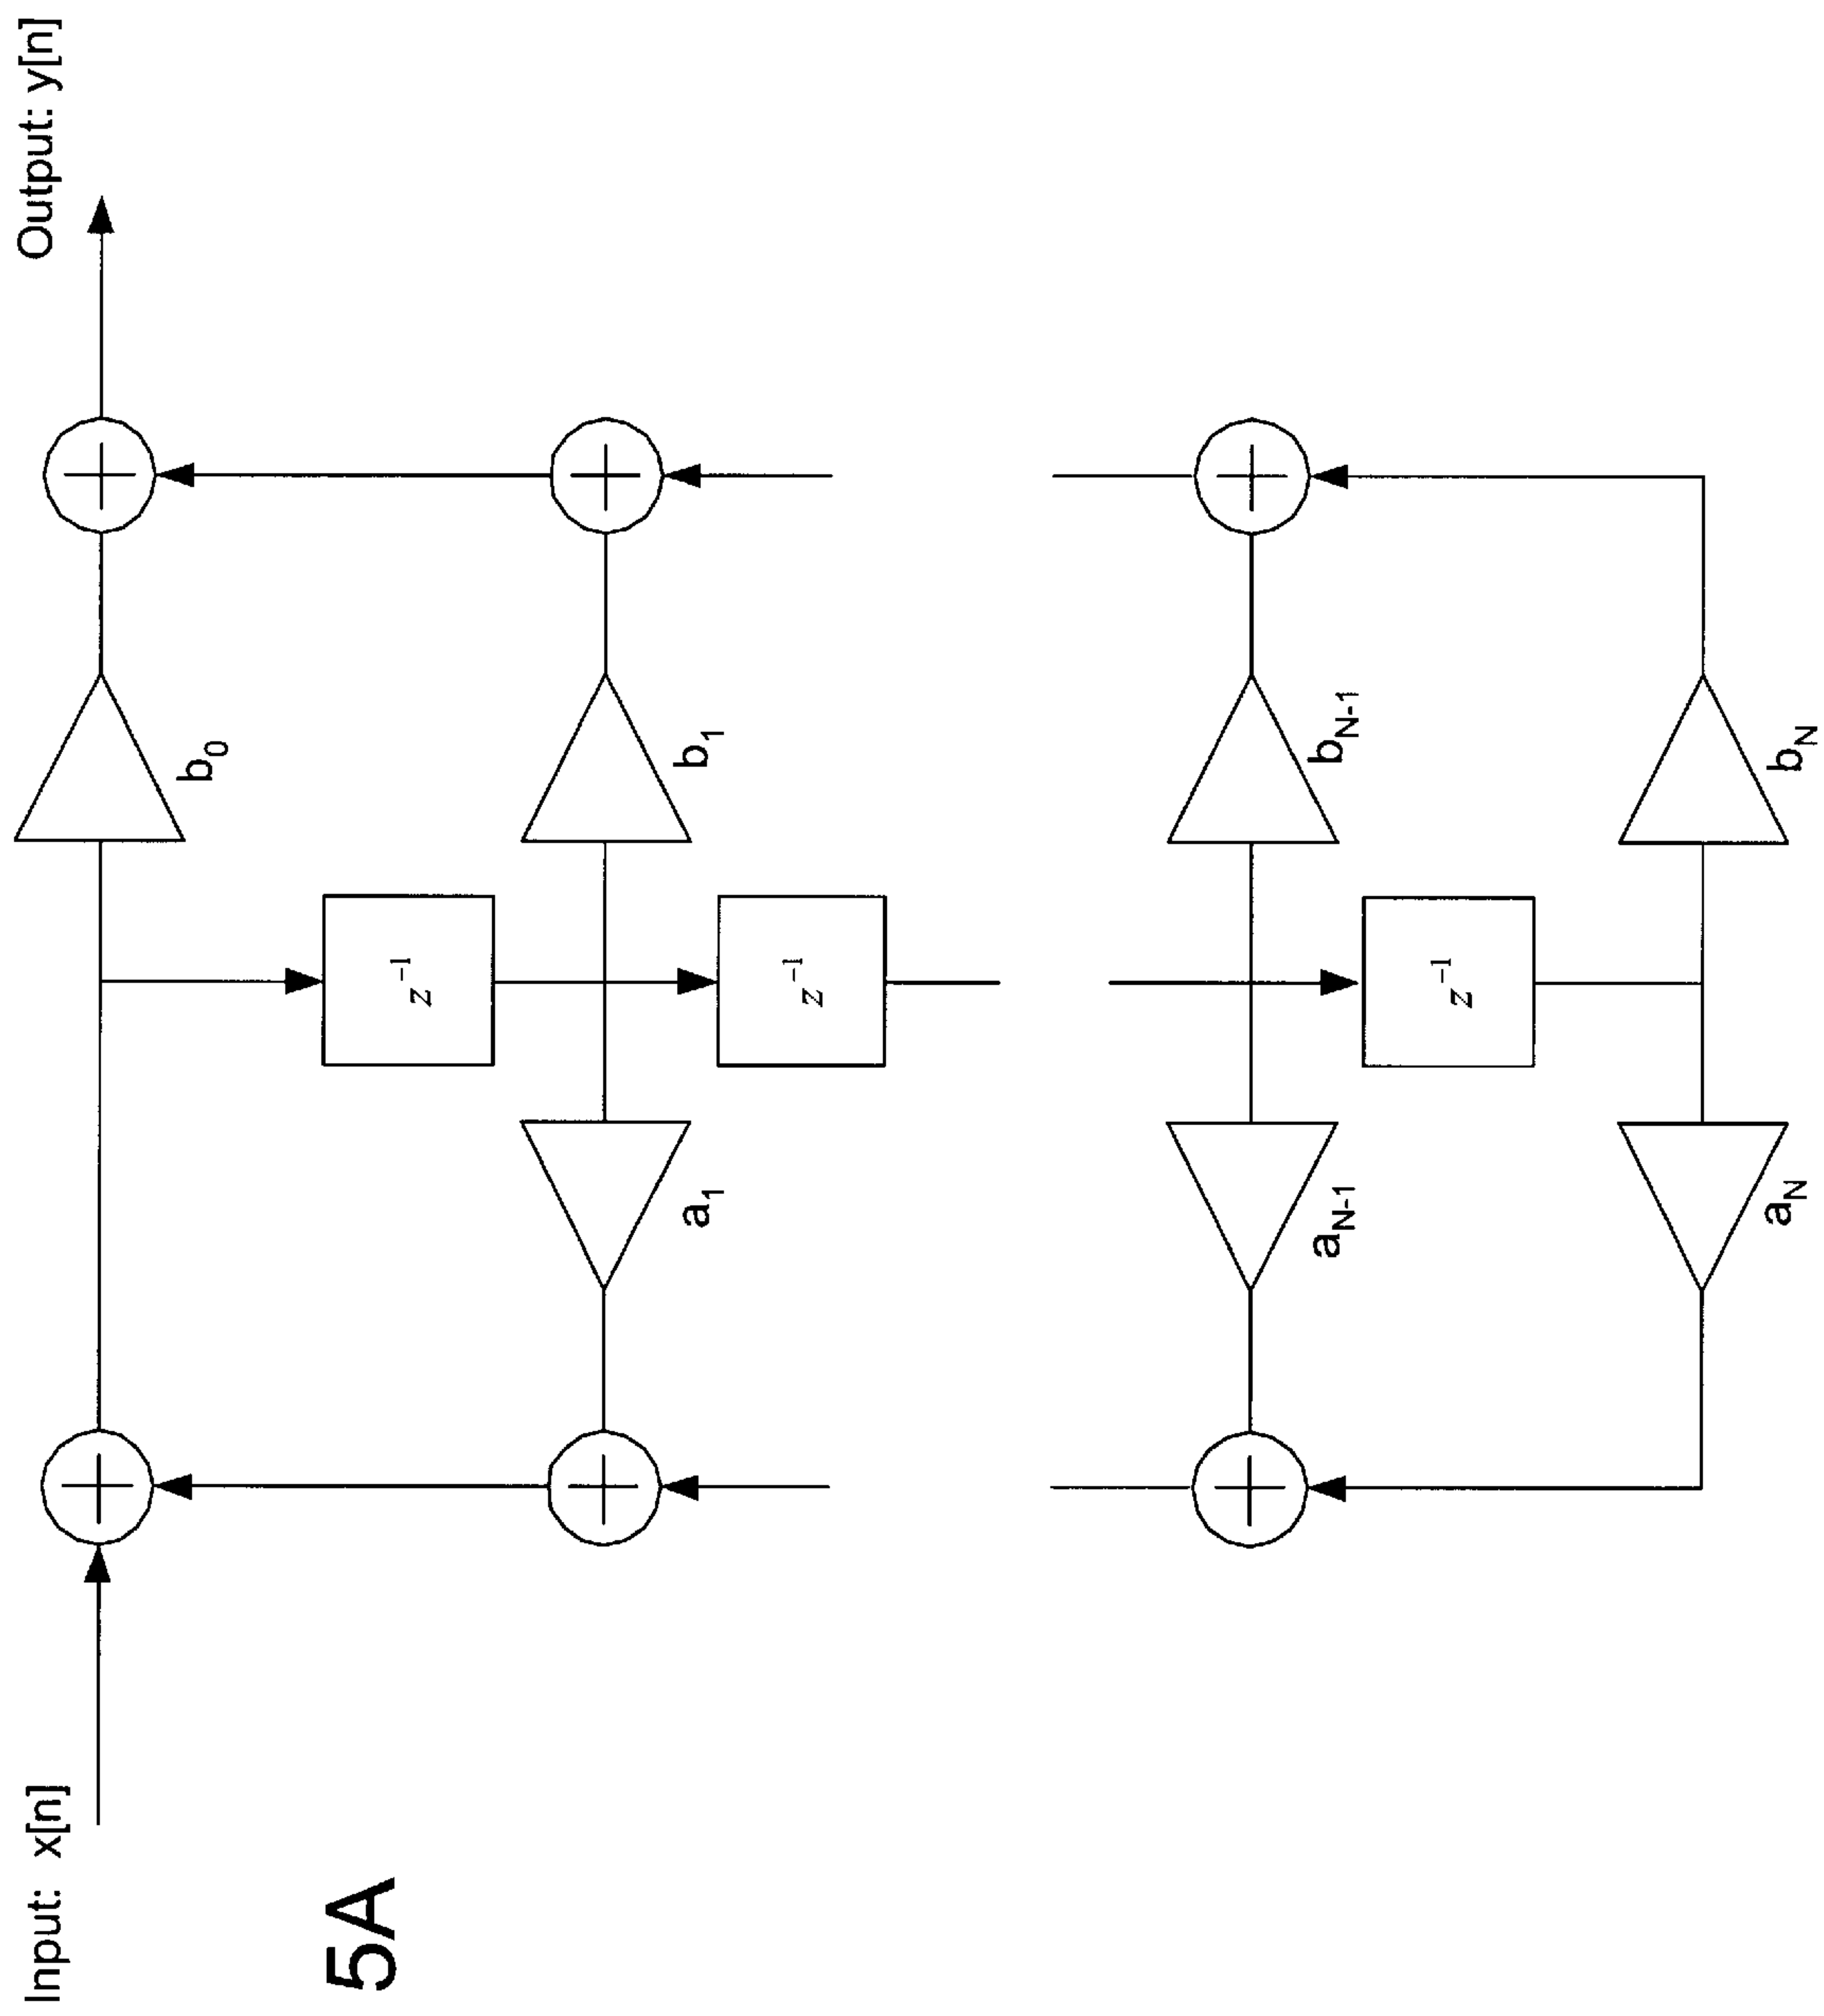 Input: x[n]
Output: y[n]
b₀
z⁻¹
a₁
b₁
z⁻¹
aN-1
bN-1
z⁻¹
aN
bN
5A